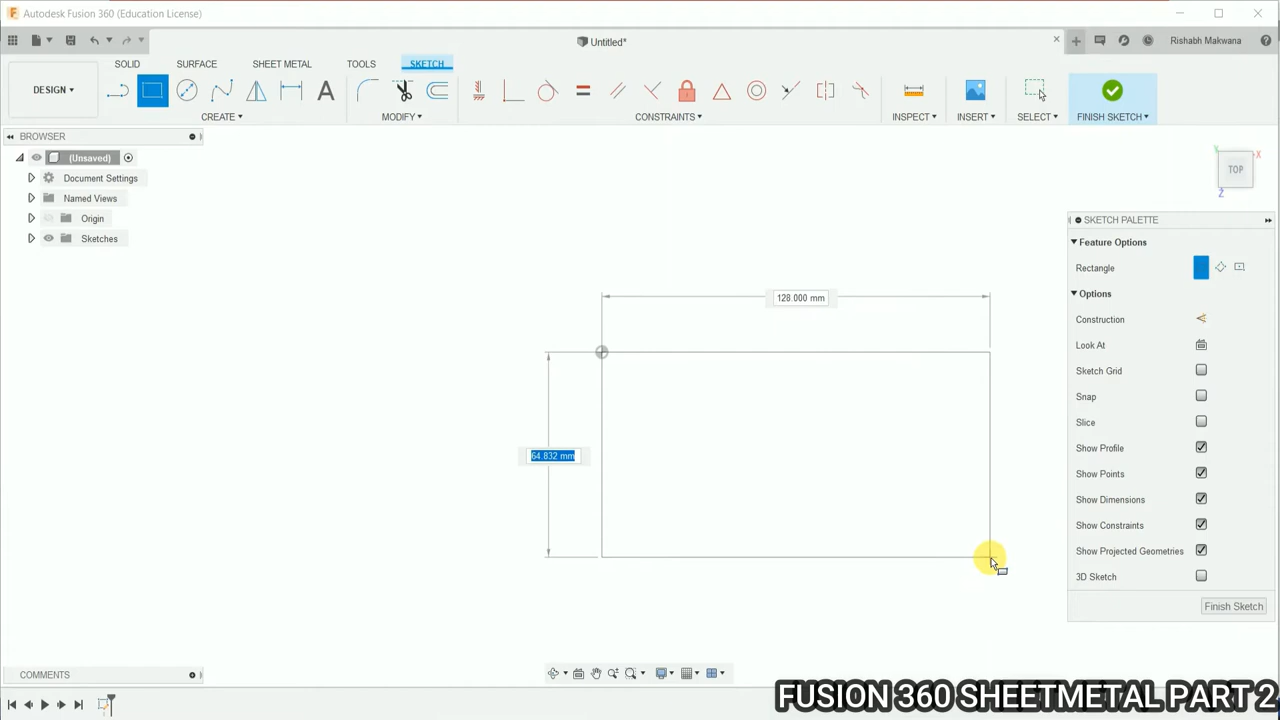 Autodesk Fusion 360 (Education License)
Untitled*
Rishabh Makwana
DESIGN
SOLID
SURFACE
SHEET METAL
TOOLS
SKETCH
CREATE
MODIFY
CONSTRAINTS
INSPECT
INSERT
SELECT
FINISH SKETCH
BROWSER
(Unsaved)
Document Settings
Named Views
Origin
Sketches
TOP
X
Y
Z
128.000 mm
64.832 mm
SKETCH PALETTE
Feature Options
Rectangle
Options
Construction
Look At
Sketch Grid
Snap
Slice
Show Profile
Show Points
Show Dimensions
Show Constraints
Show Projected Geometries
3D Sketch
Finish Sketch
COMMENTS
FUSION 360 SHEETMETAL PART 2